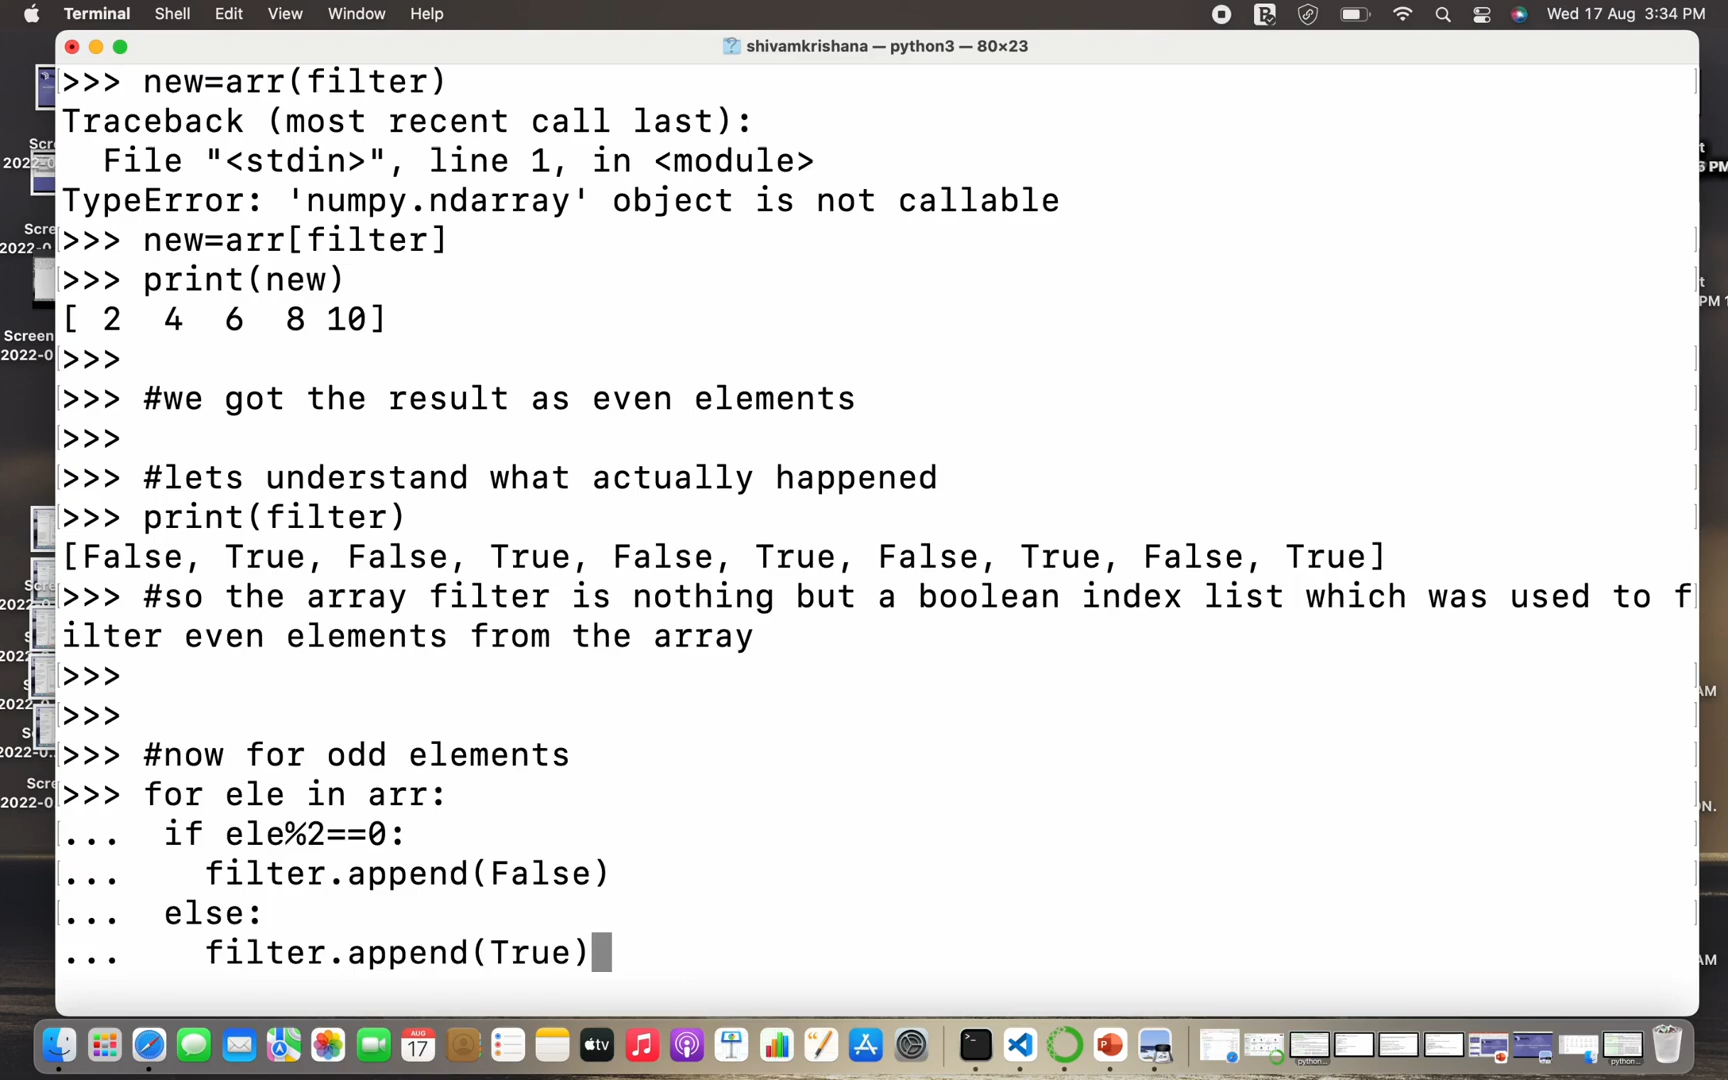 Terminal Shell Edit View Window Help Wed 17 Aug 3:34 PM
shivamkrishana — python3 — 80×23
>>> new=arr(filter)
Traceback (most recent call last):
  File "<stdin>", line 1, in <module>
TypeError: 'numpy.ndarray' object is not callable
>>> new=arr[filter]
>>> print(new)
[ 2  4  6  8 10]
>>>
>>> #we got the result as even elements
>>>
>>> #lets understand what actually happened
>>> print(filter)
[False, True, False, True, False, True, False, True, False, True]
>>> #so the array filter is nothing but a boolean index list which was used to f
ilter even elements from the array
>>>
>>>
>>> #now for odd elements
>>> for ele in arr:
...  if ele%2==0:
...    filter.append(False)
...  else:
...    filter.append(True)
AUG
17
tv